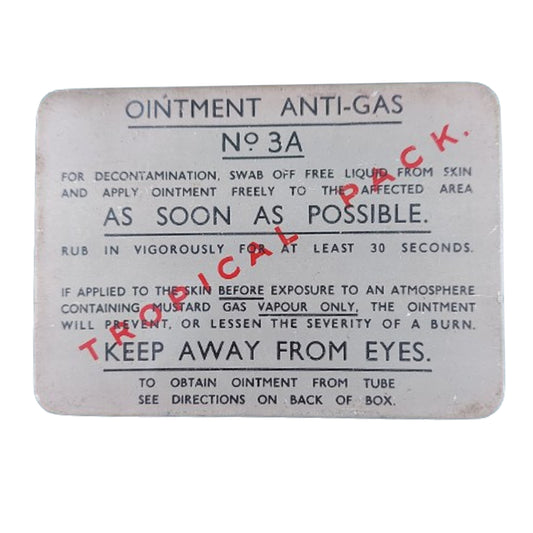 OINTMENT ANTI-GAS
Nº 3A
FOR DECONTAMINATION, SWAB OFF FREE LIQUID FROM SKIN
AND APPLY OINTMENT FREELY TO THE AFFECTED AREA
AS SOON AS POSSIBLE.
RUB IN VIGOROUSLY FOR AT LEAST 30 SECONDS.
IF APPLIED TO THE SKIN BEFORE EXPOSURE TO AN ATMOSPHERE
CONTAINING MUSTARD GAS VAPOUR ONLY, THE OINTMENT
WILL PREVENT, OR LESSEN THE SEVERITY OF A BURN.
KEEP AWAY FROM EYES.
TO OBTAIN OINTMENT FROM TUBE
SEE DIRECTIONS ON BACK OF BOX.
TROPICAL PACK.